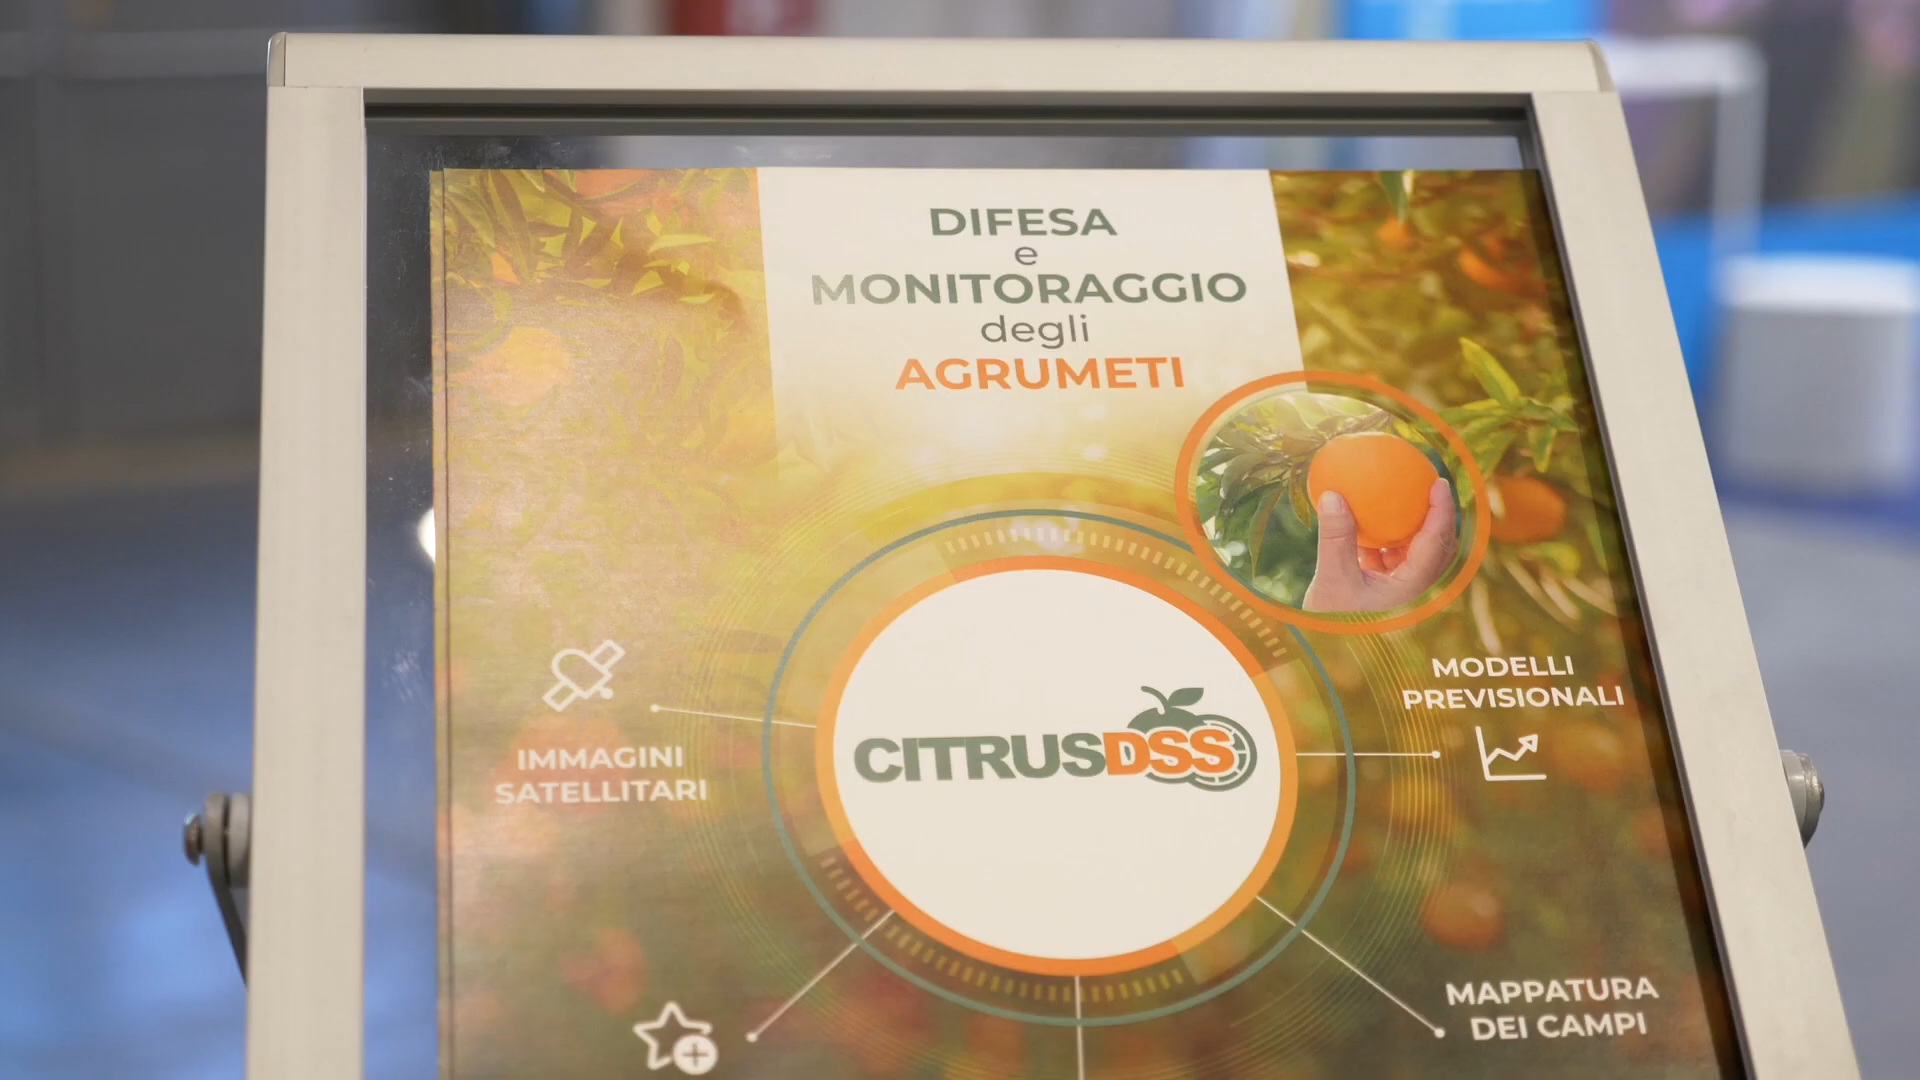 DIFESA
e
MONITORAGGIO
degli
AGRUMETI
IMMAGINI
SATELLITARI
CITRUSDSS
MODELLI
PREVISIONALI
MAPPATURA
DEI CAMPI